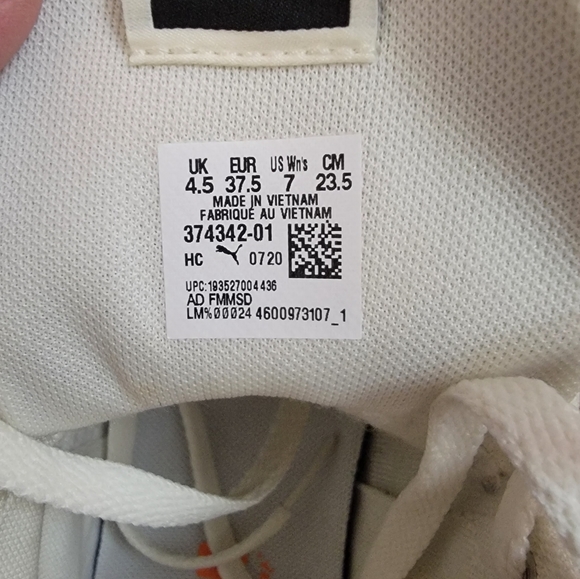 UK EUR US Wn's CM
4.5 37.5 7 23.5
MADE IN VIETNAM
FABRIQUÉ AU VIETNAM
374342-01
HC 0720
UPC:193527004436
AD FMMSD
LM%00024 4600973107_1